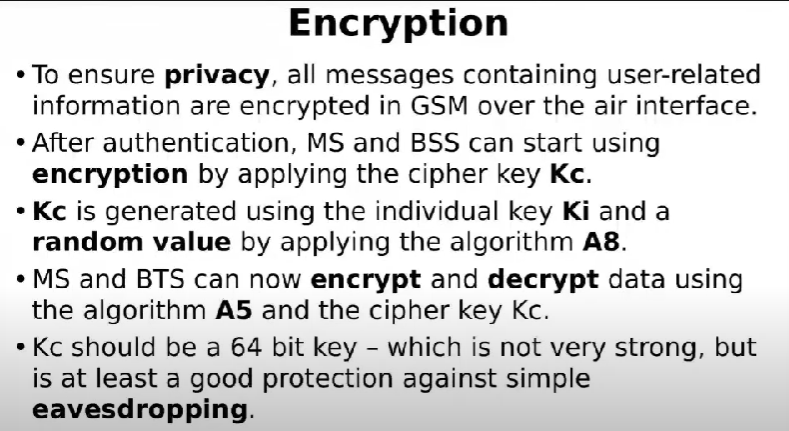 Encryption
• To ensure privacy, all messages containing user-related
information are encrypted in GSM over the air interface.
• After authentication, MS and BSS can start using
encryption by applying the cipher key Kc.
• Kc is generated using the individual key Ki and a
random value by applying the algorithm A8.
• MS and BTS can now encrypt and decrypt data using
the algorithm A5 and the cipher key Kc.
• Kc should be a 64 bit key – which is not very strong, but
is at least a good protection against simple
eavesdropping.